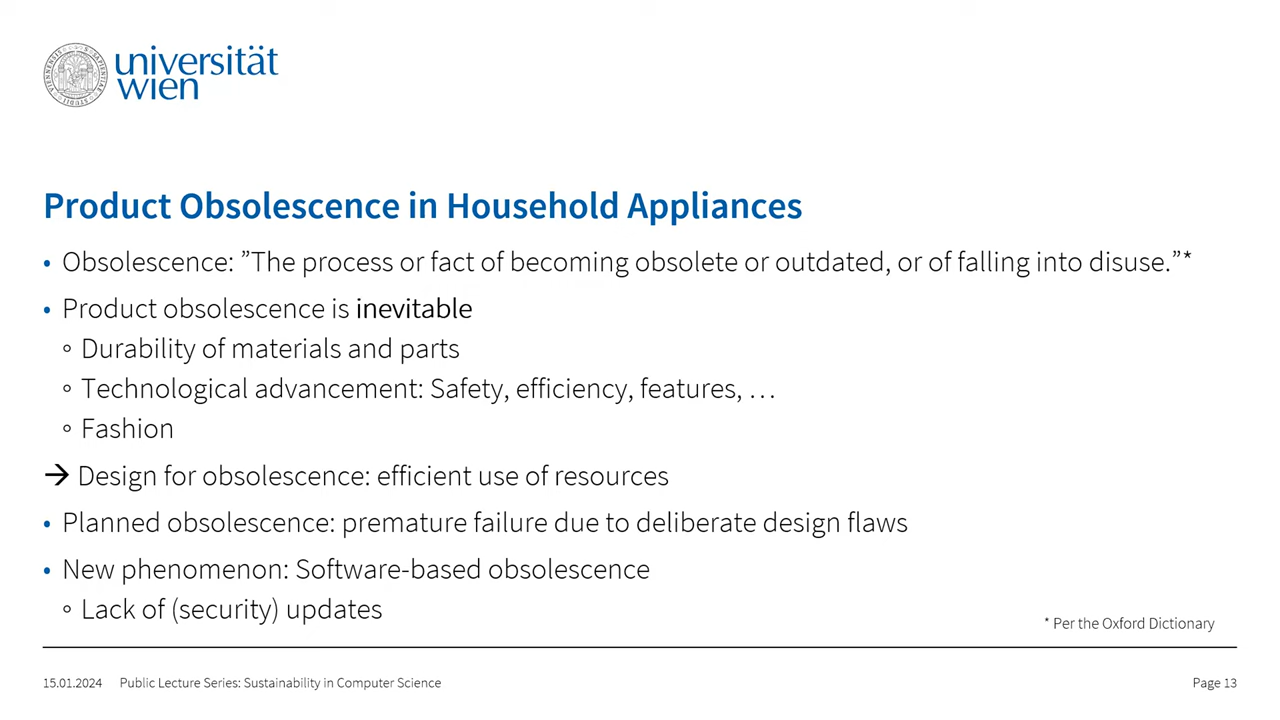 universität
wien
Product Obsolescence in Household Appliances
• Obsolescence: ”The process or fact of becoming obsolete or outdated, or of falling into disuse.”*
• Product obsolescence is inevitable
◦ Durability of materials and parts
◦ Technological advancement: Safety, efficiency, features, …
◦ Fashion
→ Design for obsolescence: efficient use of resources
• Planned obsolescence: premature failure due to deliberate design flaws
• New phenomenon: Software-based obsolescence
◦ Lack of (security) updates
* Per the Oxford Dictionary
15.01.2024 Public Lecture Series: Sustainability in Computer Science Page 13